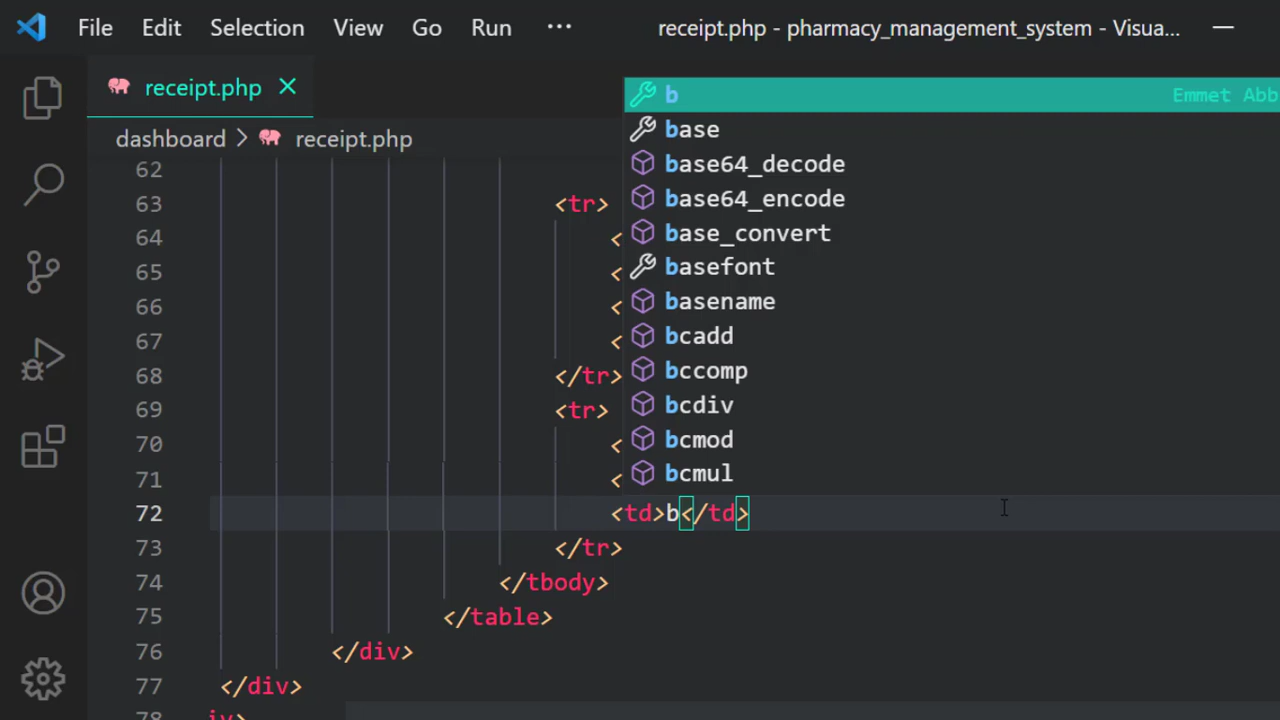 File Edit Selection View Go Run ··· receipt.php - pharmacy_management_system - Visua...
receipt.php
dashboard > receipt.php
b Emmet Abb
base
base64_decode
base64_encode
base_convert
basefont
basename
bcadd
bccomp
bcdiv
bcmod
bcmul
62
63 <tr>
64 <
65 <
66 <
67 <
68 </tr>
69 <tr>
70 <
71 <
72 <td>b</td>
73 </tr>
74 </tbody>
75 </table>
76 </div>
77 </div>
78 iv>